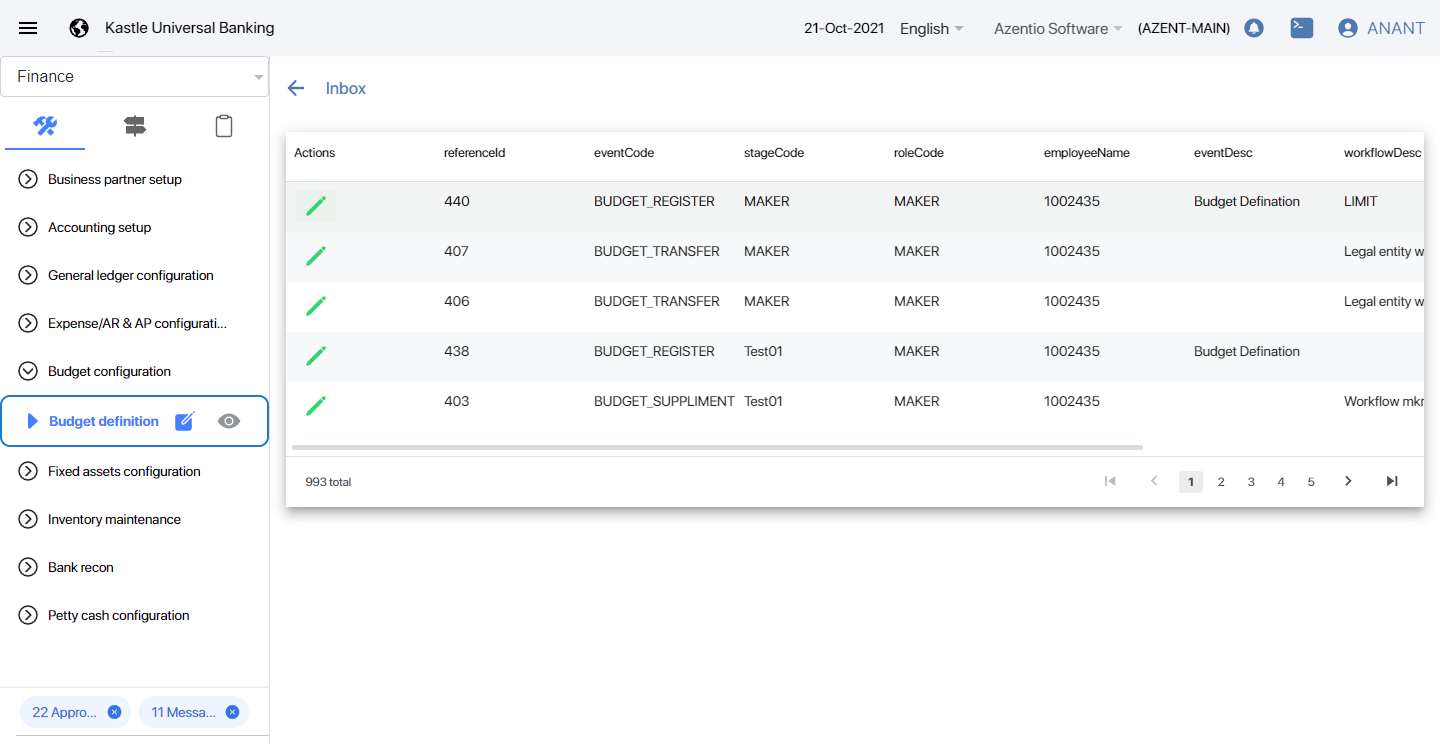 Kastle Universal Banking
21-Oct-2021 English Azentio Software (AZENT-MAIN) ANANT
Finance
Business partner setup
Accounting setup
General ledger configuration
Expense/AR & AP configurati...
Budget configuration
Budget definition
Fixed assets configuration
Inventory maintenance
Bank recon
Petty cash configuration
22 Appro... 11 Messa...
Inbox
Actions referenceId eventCode stageCode roleCode employeeName eventDesc workflowDesc
440 BUDGET_REGISTER MAKER MAKER 1002435 Budget Defination LIMIT
407 BUDGET_TRANSFER MAKER MAKER 1002435 Legal entity w
406 BUDGET_TRANSFER MAKER MAKER 1002435 Legal entity w
438 BUDGET_REGISTER Test01 MAKER 1002435 Budget Defination
403 BUDGET_SUPPLIMENT Test01 MAKER 1002435 Workflow mkr
993 total 1 2 3 4 5